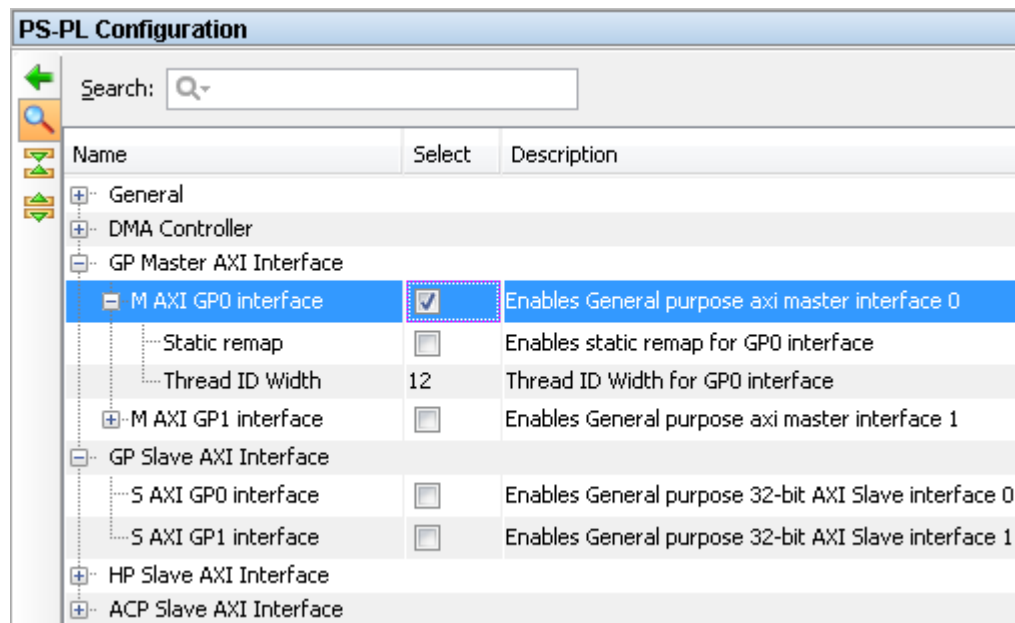 PS-PL Configuration
Search:
Name Select Description
General
DMA Controller
GP Master AXI Interface
M AXI GP0 interface Enables General purpose axi master interface 0
Static remap Enables static remap for GP0 interface
Thread ID Width 12 Thread ID Width for GP0 interface
M AXI GP1 interface Enables General purpose axi master interface 1
GP Slave AXI Interface
S AXI GP0 interface Enables General purpose 32-bit AXI Slave interface 0
S AXI GP1 interface Enables General purpose 32-bit AXI Slave interface 1
HP Slave AXI Interface
ACP Slave AXI Interface